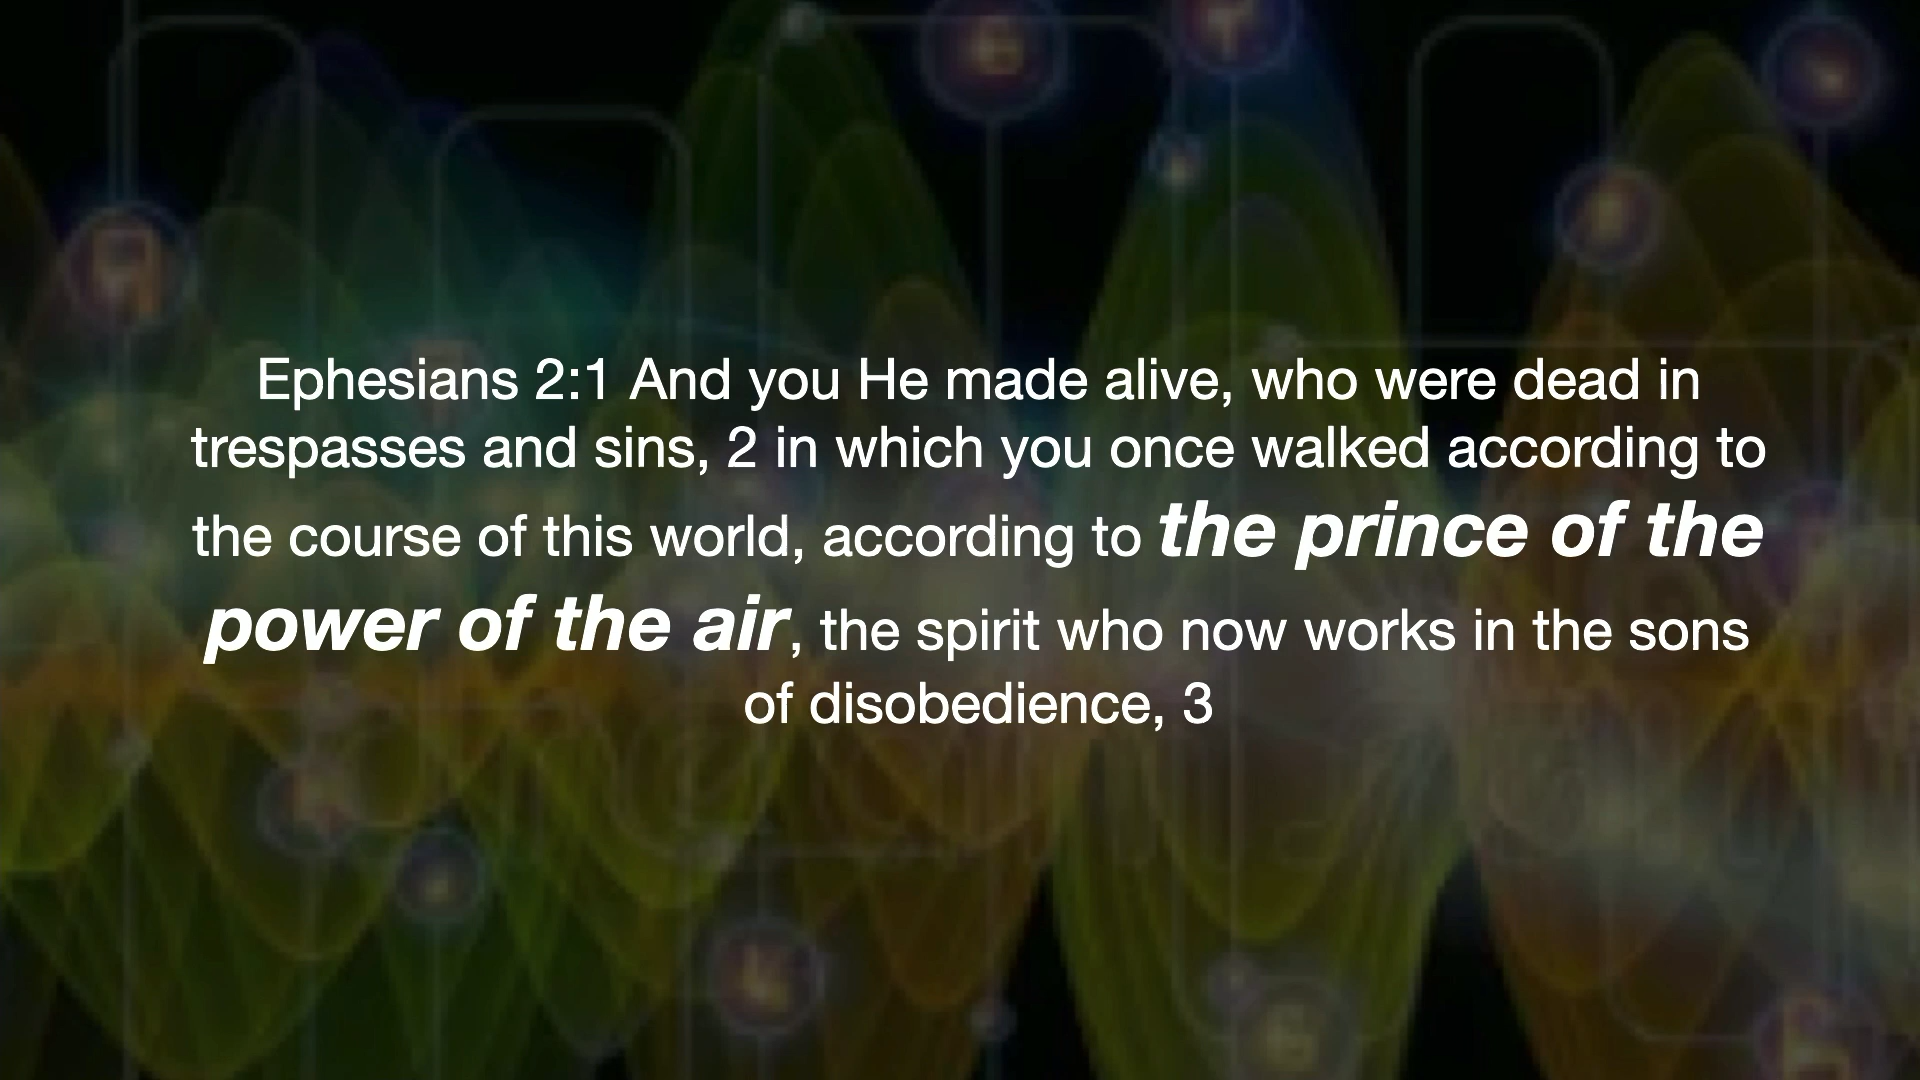 Ephesians 2:1 And you He made alive, who were dead in
trespasses and sins, 2 in which you once walked according to
the course of this world, according to the prince of the
power of the air, the spirit who now works in the sons
of disobedience, 3